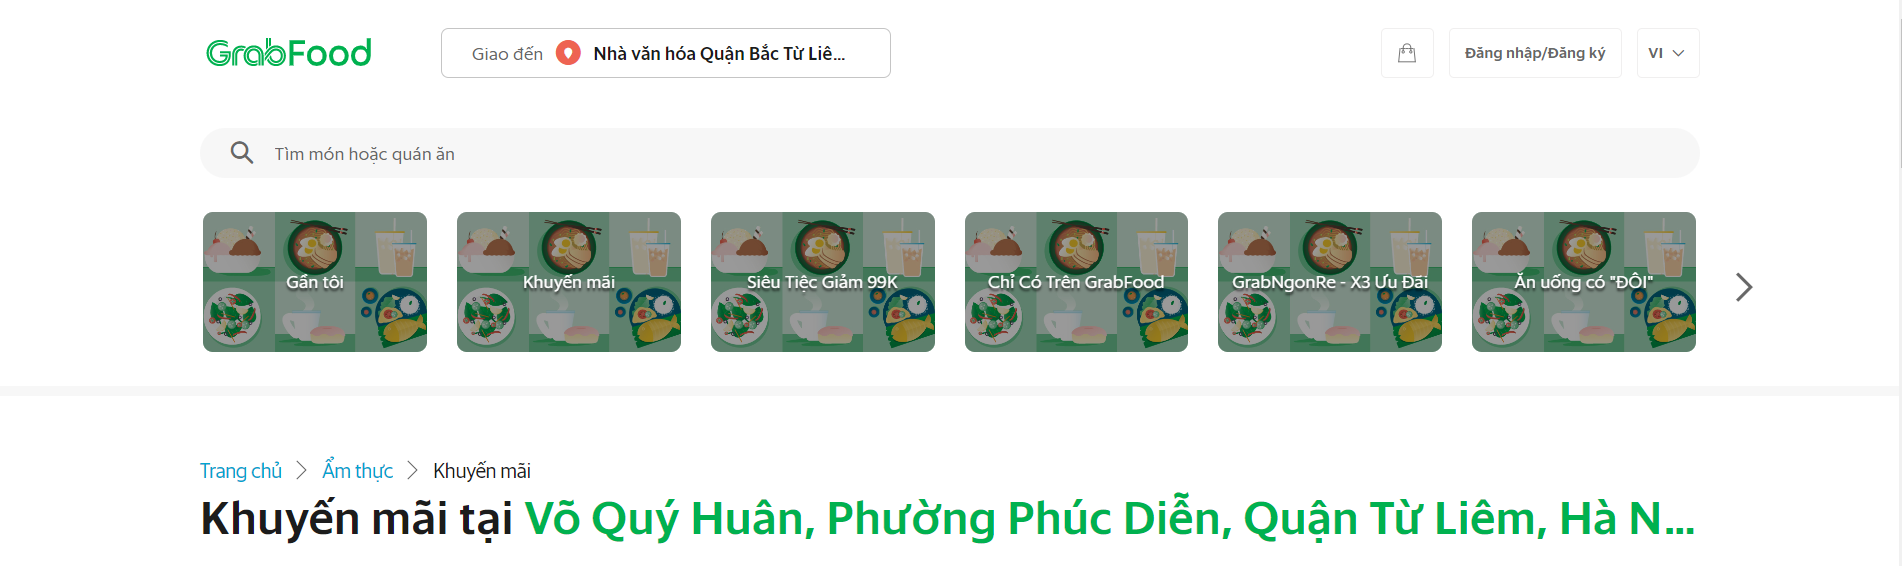 GrabFood
Giao đến Nhà văn hóa Quận Bắc Từ Liê...
Đăng nhập/Đăng ký
VI
Tìm món hoặc quán ăn
Gần tôi
Khuyến mãi
Siêu Tiệc Giảm 99K
Chỉ Có Trên GrabFood
GrabNgonRe - X3 Ưu Đãi
Ăn uống có "ĐÔI"
Trang chủ > Ẩm thực > Khuyến mãi
Khuyến mãi tại Võ Quý Huân, Phường Phúc Diễn, Quận Từ Liêm, Hà N...